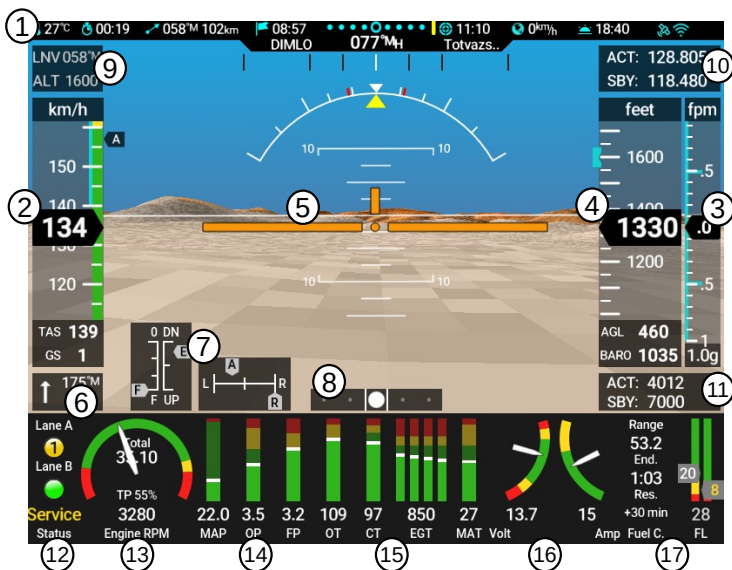 1 27°C 00:19 058°M 102km 08:57 11:10 0km/h 18:40
DIMLO 077°M H Totvazs..
LNV 058°M
ALT 1600
9
ACT: 128.805
SBY: 118.480
10
km/h
feet fpm
A
150
140
2 134
130
120
TAS 139
GS 1
10 10
5
10 10
1600
1400
4 1330
1200
AGL 460
BARO 1035
.5
3 .0
.5
1
1.0g
175°M
6
0 DN
7
E
F
F UP
A
L R
R
8
ACT: 4012
SBY: 7000
11
Lane A
1
Lane B
Service
Status
Total
TP 55%
3280
Engine RPM
22.0 3.5 3.2 109 97 850 27
MAP OP FP OT CT EGT MAT
13.7 15
Volt Amp
Range
53.2
End.
1:03
Res.
+30 min
Fuel C.
20
8
28
FL
12 13 14 15 16 17